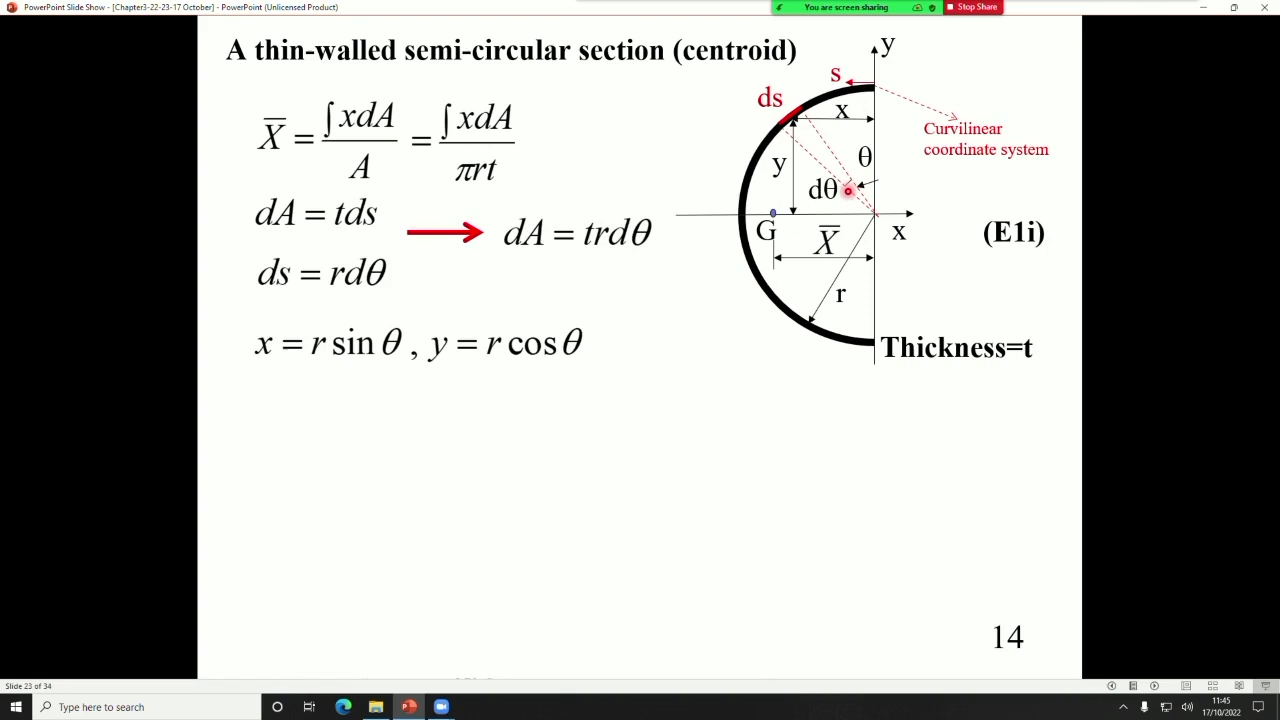 PowerPoint Slide Show - [Chapter3-22-23-17 October] - PowerPoint (Unlicensed Product)
You are screen sharing
Stop Share
A thin-walled semi-circular section (centroid)
X̄ = ∫xdA / A = ∫xdA / πrt
dA = tds
dA = trdθ
ds = rdθ
x = r sin θ , y = r cos θ
y
s
ds
x
Curvilinear
coordinate system
θ
y
dθ
G
X̄
x
(E1i)
r
Thickness=t
14
Slide 23 of 34
Type here to search
11:45
17/10/2022